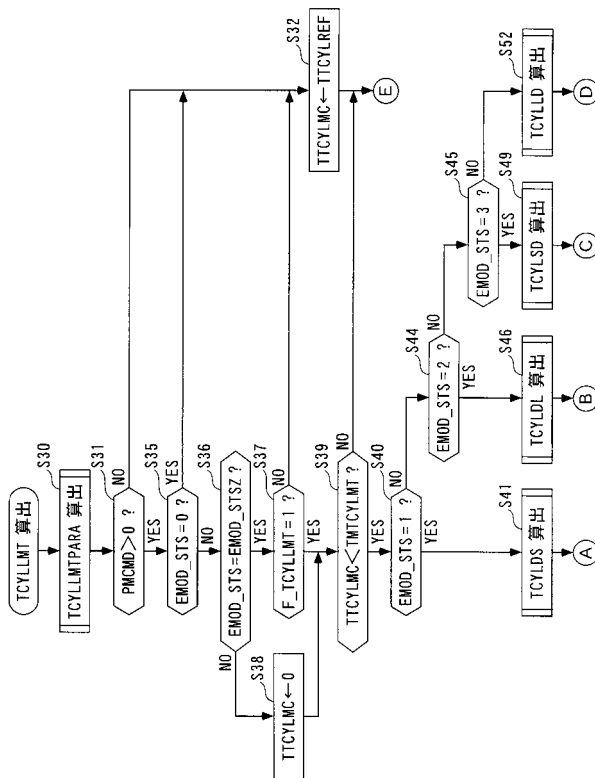 TCYLLMT 算出
S30
TCYLLMTPARA 算出
S31
PMCMD>0 ?
NO
YES
S35
EMOD_STS=0 ?
YES
NO
S36
EMOD_STS=EMOD_STSZ ?
NO
YES
S37
F_TCYLLMT=1 ?
NO
YES
S38
TTCYLMC←0
S32
TTCYLMC←TTCYLREF
E
S39
TTCYLMC<TMTCYLMT ?
NO
YES
S40
EMOD_STS=1 ?
NO
YES
S44
EMOD_STS=2 ?
NO
YES
S45
EMOD_STS=3 ?
NO
YES
S41
TCYLDS 算出
S46
TCYLDL 算出
S49
TCYLSD 算出
S52
TCYLLD 算出
A
B
C
D